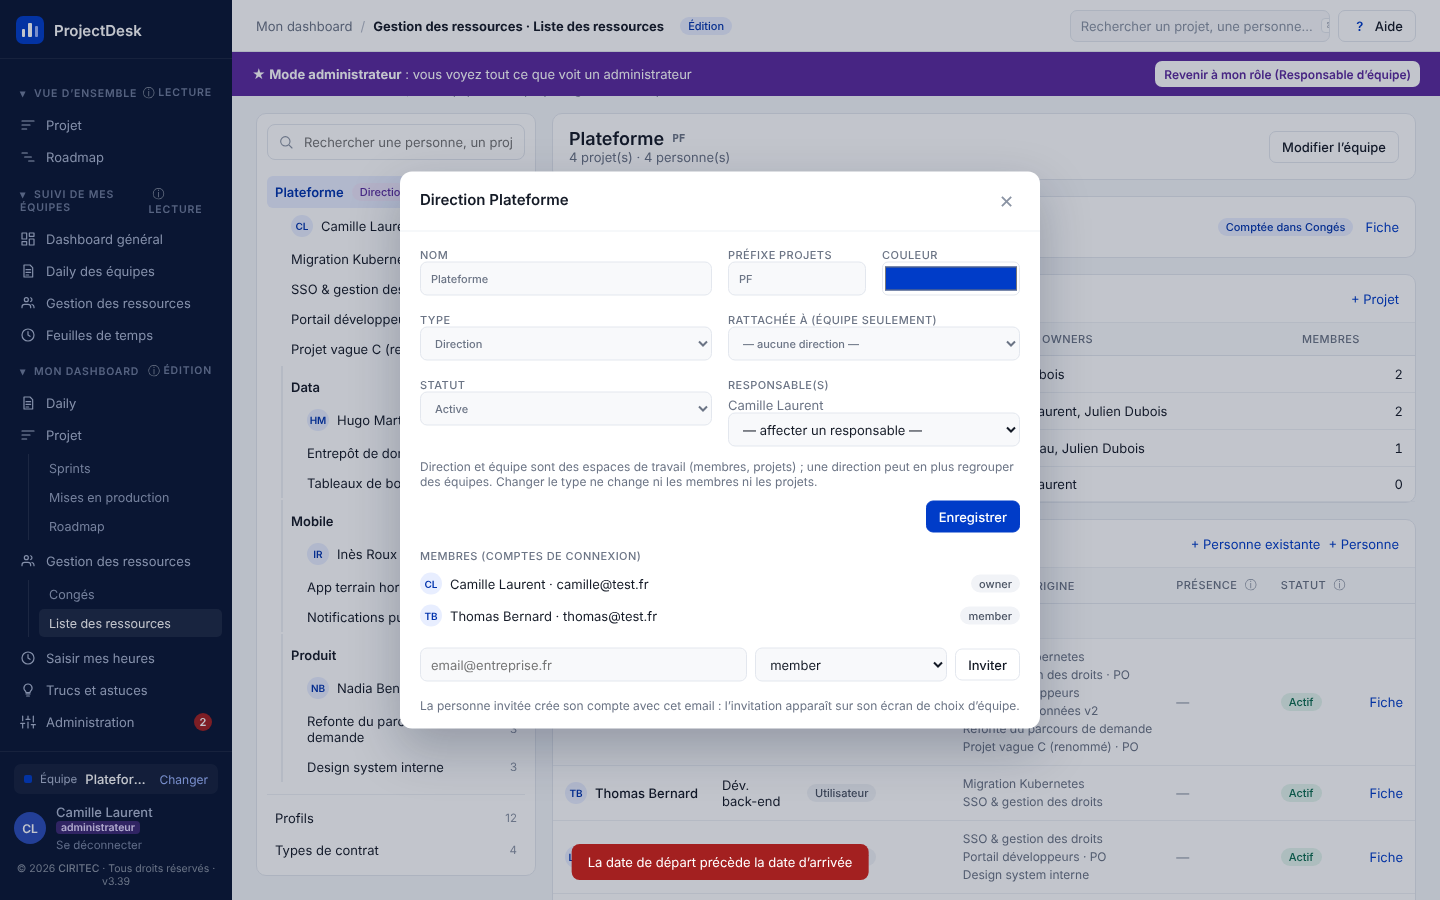 ProjectDesk
▾ VUE D'ENSEMBLE ⓘ LECTURE
Projet
Roadmap
▾ SUIVI DE MES ÉQUIPES ⓘ LECTURE
Dashboard général
Daily des équipes
Gestion des ressources
Feuilles de temps
▾ MON DASHBOARD ⓘ ÉDITION
Daily
Projet
Sprints
Mises en production
Roadmap
Gestion des ressources
Congés
Liste des ressources
Saisir mes heures
Trucs et astuces
Administration 2
Équipe Platefor... Changer
CL Camille Laurent
administrateur
Se déconnecter
© 2026 CIRITEC · Tous droits réservés ·
v3.39
Mon dashboard / Gestion des ressources · Liste des ressources Édition
Rechercher un projet, une personne...
? Aide
★ Mode administrateur : vous voyez tout ce que voit un administrateur
Revenir à mon rôle (Responsable d'équipe)
Rechercher une personne, un proj
Plateforme Directio
CL Camille Laure
Migration Kuberne
SSO & gestion des
Portail développeu
Projet vague C (re
Data
HM Hugo Mart
Entrepôt de don
Tableaux de bo
Mobile
IR Inès Roux
App terrain hor
Notifications pu
Produit
NB Nadia Ben
Refonte du parc
demande 3
Design system interne 3
Profils 12
Types de contrat 4
Plateforme PF
4 projet(s) · 4 personne(s)
Modifier l'équipe
Comptée dans Congés Fiche
+ Projet
OWNERS MEMBRES
bois 2
aurent, Julien Dubois 2
au, Julien Dubois 1
aurent 0
+ Personne existante + Personne
RIGINE PRÉSENCE ⓘ STATUT ⓘ
bernetes
n des droits · PO
ppeurs
onnées v2
Refonte du parcours de demande
Projet vague C (renommé) · PO
— Actif Fiche
TB Thomas Bernard Dév.
back-end Utilisateur
Migration Kubernetes
SSO & gestion des droits
— Actif Fiche
SSO & gestion des droits
Portail développeurs · PO
Design system interne
— Actif Fiche
Direction Plateforme ×
NOM PRÉFIXE PROJETS COULEUR
Plateforme PF
TYPE RATTACHÉE À (ÉQUIPE SEULEMENT)
Direction — aucune direction —
STATUT RESPONSABLE(S)
Active Camille Laurent
— affecter un responsable —
Direction et équipe sont des espaces de travail (membres, projets) ; une direction peut en plus regrouper
des équipes. Changer le type ne change ni les membres ni les projets.
Enregistrer
MEMBRES (COMPTES DE CONNEXION)
CL Camille Laurent · camille@test.fr owner
TB Thomas Bernard · thomas@test.fr member
email@entreprise.fr member Inviter
La personne invitée crée son compte avec cet email : l'invitation apparaît sur son écran de choix d'équipe.
La date de départ précède la date d'arrivée